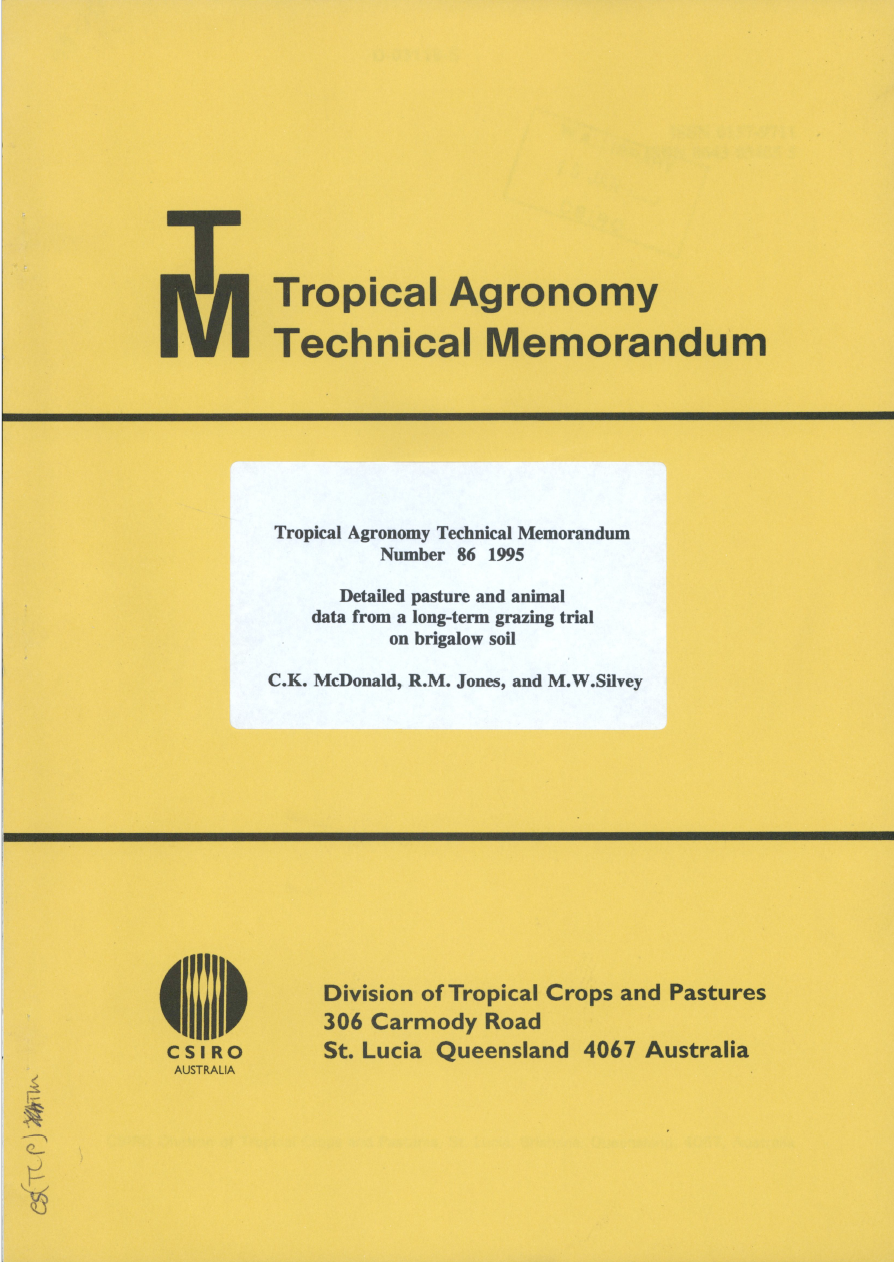 TM
Tropical Agronomy
Technical Memorandum
Tropical Agronomy Technical Memorandum
Number 86 1995
Detailed pasture and animal
data from a long-term grazing trial
on brigalow soil
C.K. McDonald, R.M. Jones, and M.W.Silvey
CSIRO
AUSTRALIA
Division of Tropical Crops and Pastures
306 Carmody Road
St. Lucia Queensland 4067 Australia